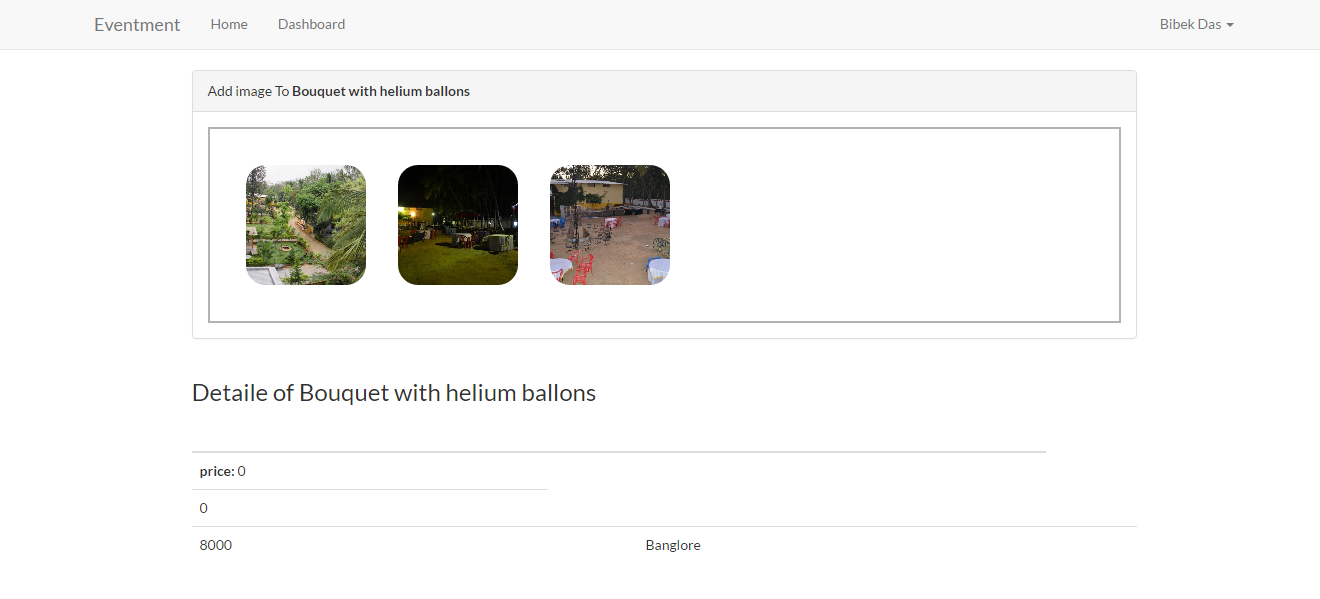 Eventment Home Dashboard Bibek Das
Add image To Bouquet with helium ballons
Detaile of Bouquet with helium ballons
price: 0
0
8000 Banglore